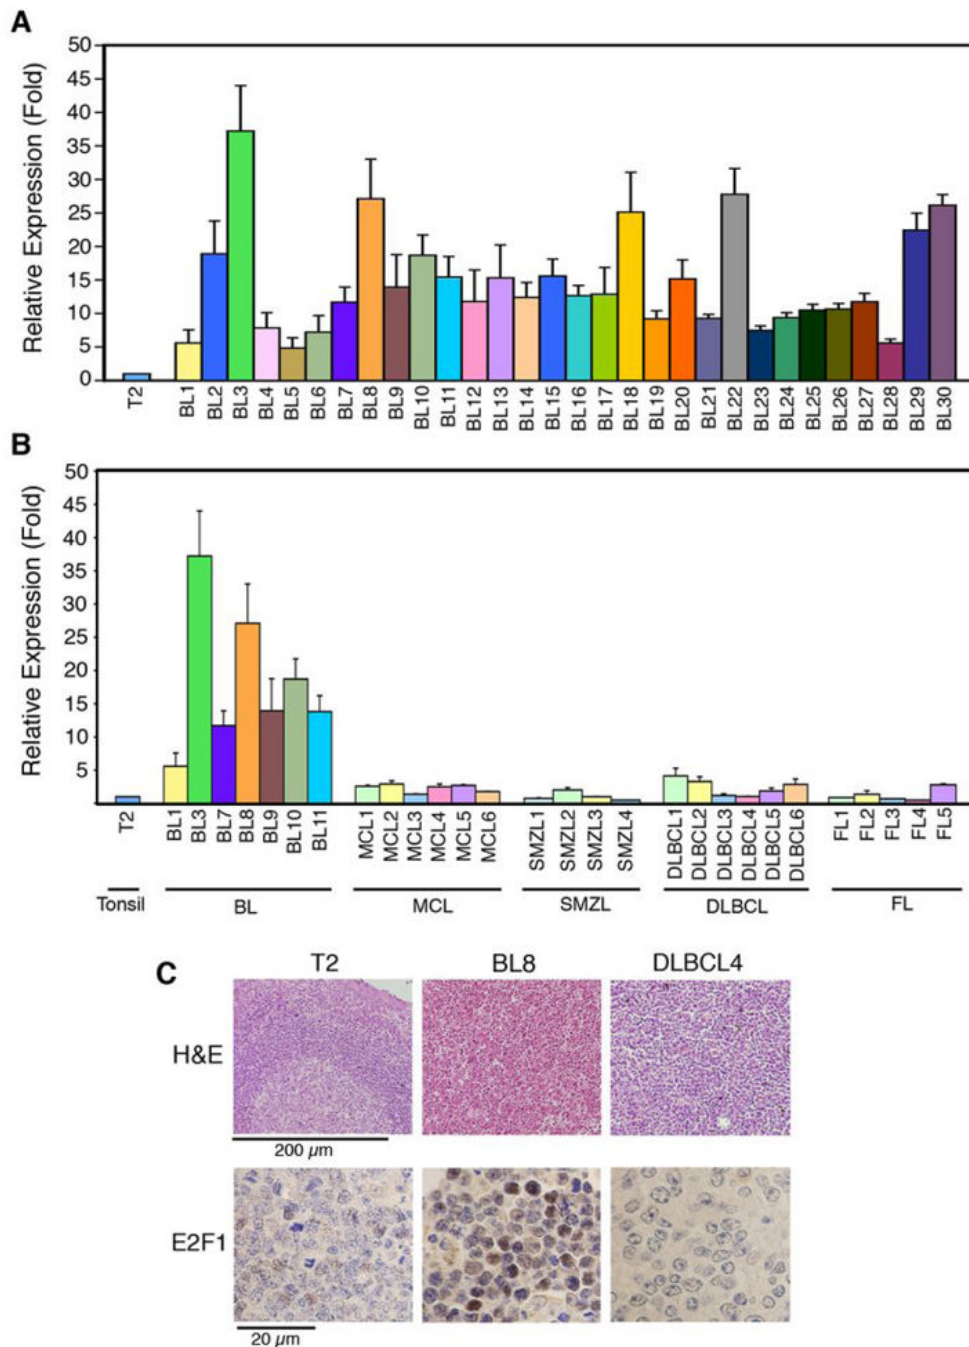 A
Relative Expression (Fold)
50
45
40
35
30
25
20
15
10
5
0
T2 BL1 BL2 BL3 BL4 BL5 BL6 BL7 BL8 BL9 BL10 BL11 BL12 BL13 BL14 BL15 BL16 BL17 BL18 BL19 BL20 BL21 BL22 BL23 BL24 BL25 BL26 BL27 BL28 BL29 BL30
B
Relative Expression (Fold)
50
45
40
35
30
25
20
15
10
5
T2 BL1 BL3 BL7 BL8 BL9 BL10 BL11 MCL1 MCL2 MCL3 MCL4 MCL5 MCL6 SMZL1 SMZL2 SMZL3 SMZL4 DLBCL1 DLBCL2 DLBCL3 DLBCL4 DLBCL5 DLBCL6 FL1 FL2 FL3 FL4 FL5
Tonsil BL MCL SMZL DLBCL FL
C
T2 BL8 DLBCL4
H&E
200 µm
E2F1
20 µm